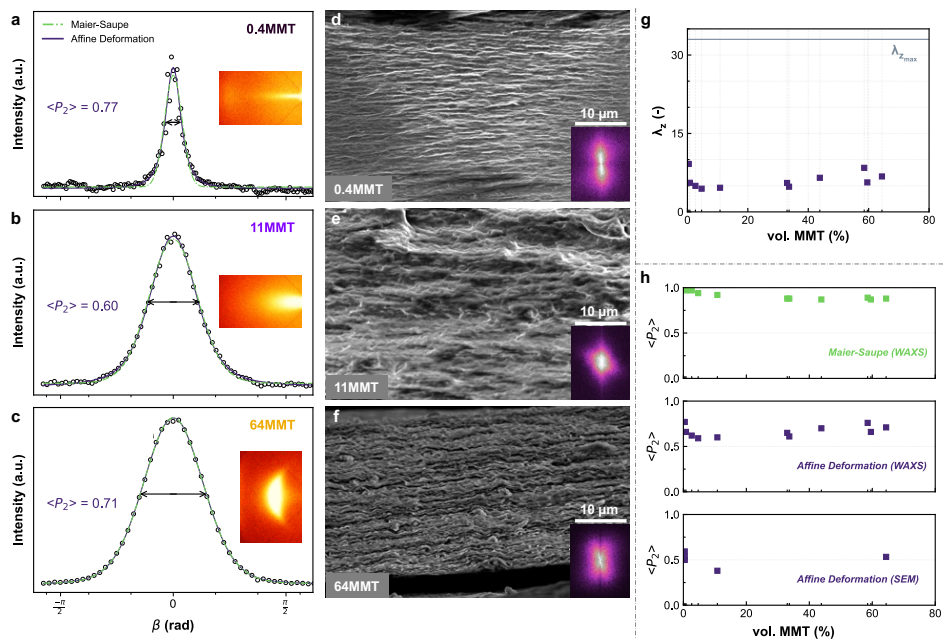 a
Maier-Saupe
Affine Deformation
0.4MMT
<P₂> = 0.77
Intensity (a.u.)
b
11MMT
<P₂> = 0.60
Intensity (a.u.)
c
64MMT
<P₂> = 0.71
Intensity (a.u.)
−π/2 0 π/2
β (rad)
d
10 µm
0.4MMT
e
10 µm
11MMT
f
10 µm
64MMT
g
λz (-)
33
24
15
6
0
λzmax
0 20 40 60 80
vol. MMT (%)
h
<P₂>
1.0
0.5
0.0
Maier-Saupe (WAXS)
<P₂>
1.0
0.5
0.0
Affine Deformation (WAXS)
<P₂>
1.0
0.5
0.0
Affine Deformation (SEM)
0 20 40 60 80
vol. MMT (%)